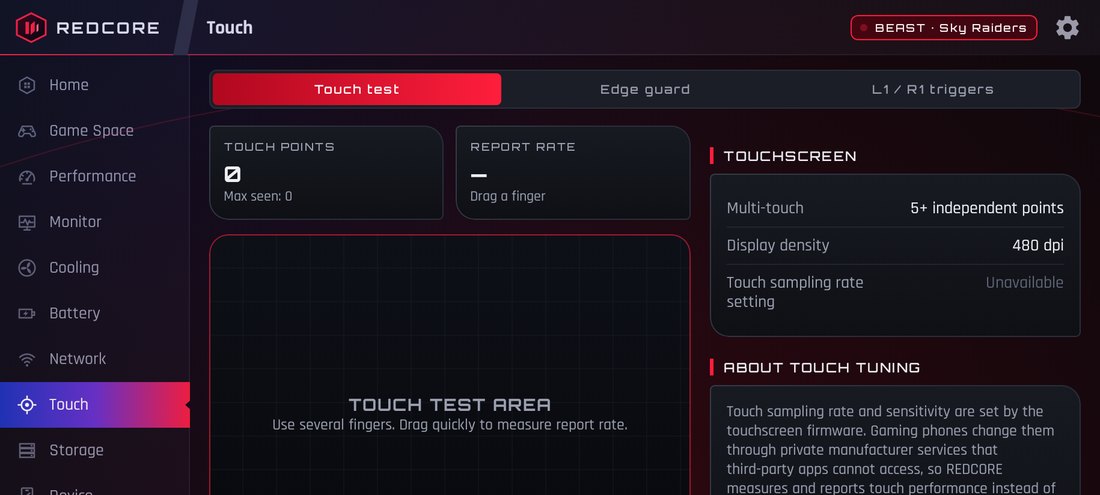 REDCORE
Touch
BEAST · Sky Raiders
Home
Game Space
Performance
Monitor
Cooling
Battery
Network
Touch
Storage
Device
Touch test
Edge guard
L1 / R1 triggers
TOUCH POINTS
0
Max seen: 0
REPORT RATE
—
Drag a finger
TOUCH TEST AREA
Use several fingers. Drag quickly to measure report rate.
TOUCHSCREEN
Multi-touch
5+ independent points
Display density
480 dpi
Touch sampling rate
setting
Unavailable
ABOUT TOUCH TUNING
Touch sampling rate and sensitivity are set by the
touchscreen firmware. Gaming phones change them
through private manufacturer services that
third-party apps cannot access, so REDCORE
measures and reports touch performance instead of